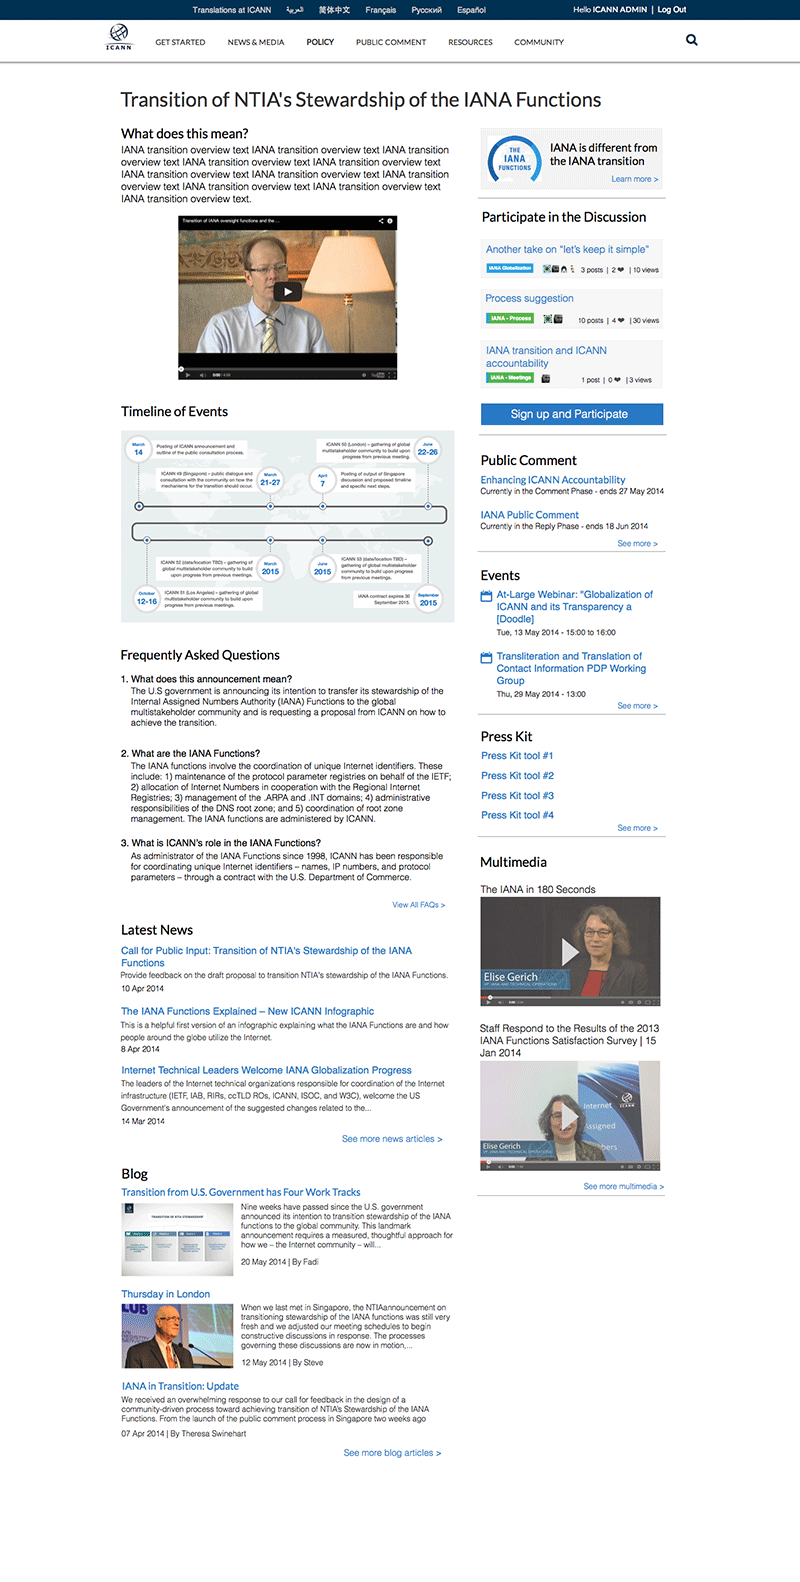 Translations at ICANN العربية 简体中文 Français Русский Español Hello ICANN ADMIN | Log Out
ICANN
GET STARTED NEWS & MEDIA POLICY PUBLIC COMMENT RESOURCES COMMUNITY
Transition of NTIA's Stewardship of the IANA Functions
What does this mean?
IANA transition overview text IANA transition overview text IANA transition
overview text IANA transition overview text IANA transition overview text
IANA transition overview text IANA transition overview text IANA transition
overview text IANA transition overview text IANA transition overview text
IANA transition overview text.
Transition of IANA oversight functions and the...
Timeline of Events
March
14
Posting of ICANN announcement and
outline of the public consultation process.
ICANN 50 (London) – gathering of global
multistakeholder community to build upon
progress from previous meeting.
June
22-26
ICANN #9 (Singapore) – public dialogue and
consultation with the community on how the
mechanisms for the transition should occur.
March
21-27
April
7
Posting of output of Singapore
discussion and proposed timeline
and specific next steps.
ICANN 52 (date/location TBD) – gathering of
global multistakeholder community to build
upon progress from previous meetings.
March
2015
June
2015
ICANN 53 (date/location TBD)
– gathering of global
multistakeholder community to build
upon progress from previous meetings.
October
12-16
ICANN 51 (Los Angeles) – gathering of global
multistakeholder community to build upon
progress from previous meetings.
IANA contract expires 30
September 2015.
September
2015
Frequently Asked Questions
1. What does this announcement mean?
The U.S government is announcing its intention to transfer its stewardship of the
Internal Assigned Numbers Authority (IANA) Functions to the global
multistakeholder community and is requesting a proposal from ICANN on how to
achieve the transition.
2. What are the IANA Functions?
The IANA functions involve the coordination of unique Internet identifiers. These
include: 1) maintenance of the protocol parameter registries on behalf of the IETF;
2) allocation of Internet Numbers in cooperation with the Regional Internet
Registries; 3) management of the .ARPA and .INT domains; 4) administrative
responsibilities of the DNS root zone; and 5) coordination of root zone
management. The IANA functions are administered by ICANN.
3. What is ICANN's role in the IANA Functions?
As administrator of the IANA Functions since 1998, ICANN has been responsible
for coordinating unique Internet identifiers – names, IP numbers, and protocol
parameters – through a contract with the U.S. Department of Commerce.
View All FAQs >
Latest News
Call for Public Input: Transition of NTIA's Stewardship of the IANA
Functions
Provide feedback on the draft proposal to transition NTIA's stewardship of the IANA Functions.
10 Apr 2014
The IANA Functions Explained – New ICANN Infographic
This is a helpful first version of an infographic explaining what the IANA Functions are and how
people around the globe utilize the Internet.
8 Apr 2014
Internet Technical Leaders Welcome IANA Globalization Progress
The leaders of the Internet technical organizations responsible for coordination of the Internet
infrastructure (IETF, IAB, RIRs, ccTLD ROs, ICANN, ISOC, and W3C), welcome the US
Government's announcement of the suggested changes related to the...
14 Mar 2014
See more news articles >
Blog
Transition from U.S. Government has Four Work Tracks
TRANSITION OF NTIA STEWARDSHIP
Nine weeks have passed since the U.S. government
announced its intention to transition stewardship of the IANA
functions to the global community. This landmark
announcement requires a measured, thoughtful approach for
how we – the Internet community – will...
20 May 2014 | By Fadi
Thursday in London
LUB
When we last met in Singapore, the NTIAannouncement on
transitioning stewardship of the IANA functions was still very
fresh and we adjusted our meeting schedules to begin
constructive discussions in response. The processes
governing these discussions are now in motion,...
12 May 2014 | By Steve
IANA in Transition: Update
We received an overwhelming response to our call for feedback in the design of a
community-driven process toward achieving transition of NTIA's Stewardship of the IANA
Functions. From the launch of the public comment process in Singapore two weeks ago
07 Apr 2014 | By Theresa Swinehart
See more blog articles >
THE
IANA
FUNCTIONS
IANA is different from
the IANA transition
Learn more >
Participate in the Discussion
Another take on "let's keep it simple"
IANA Globalization 3 posts | 2 ❤ | 10 views
Process suggestion
IANA - Process 10 posts | 4 ❤ | 30 views
IANA transition and ICANN
accountability
IANA - Meetings 1 post | 0 ❤ | 3 views
Sign up and Participate
Public Comment
Enhancing ICANN Accountability
Currently in the Comment Phase - ends 27 May 2014
IANA Public Comment
Currently in the Reply Phase - ends 18 Jun 2014
See more >
Events
At-Large Webinar: "Globalization of
ICANN and its Transparency a
[Doodle]
Tue, 13 May 2014 - 15:00 to 16:00
Transliteration and Translation of
Contact Information PDP Working
Group
Thu, 29 May 2014 - 13:00
See more >
Press Kit
Press Kit tool #1
Press Kit tool #2
Press Kit tool #3
Press Kit tool #4
See more >
Multimedia
The IANA in 180 Seconds
Elise Gerich
VP, IANA AND TECHNICAL OPERATIONS
Staff Respond to the Results of the 2013
IANA Functions Satisfaction Survey | 15
Jan 2014
ICANN
Internet
Assigned
Elise Gerich
VP, IANA AND TECHNICAL OPERATIONS
bers
See more multimedia >